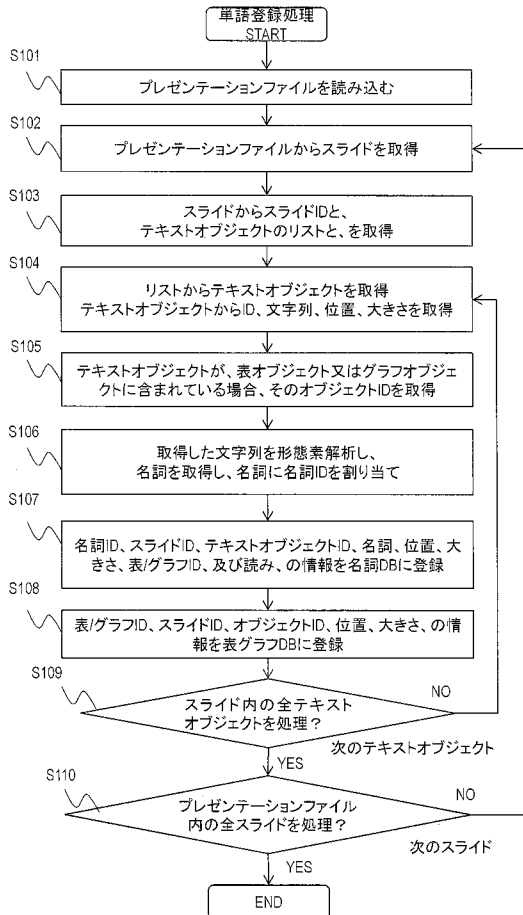 単語登録処理
START
S101
プレゼンテーションファイルを読み込む
S102
プレゼンテーションファイルからスライドを取得
S103
スライドからスライドIDと、
テキストオブジェクトのリストと、を取得
S104
リストからテキストオブジェクトを取得
テキストオブジェクトからID、文字列、位置、大きさを取得
S105
テキストオブジェクトが、表オブジェクト又はグラフオブジェ
クトに含まれている場合、そのオブジェクトIDを取得
S106
取得した文字列を形態素解析し、
名詞を取得し、名詞に名詞IDを割り当て
S107
名詞ID、スライドID、テキストオブジェクトID、名詞、位置、大
きさ、表/グラフID、及び読み、の情報を名詞DBに登録
S108
表/グラフID、スライドID、オブジェクトID、位置、大きさ、の情
報を表グラフDBに登録
S109
スライド内の全テキスト
オブジェクトを処理？
NO
次のテキストオブジェクト
YES
S110
プレゼンテーションファイル
内の全スライドを処理？
NO
次のスライド
YES
END